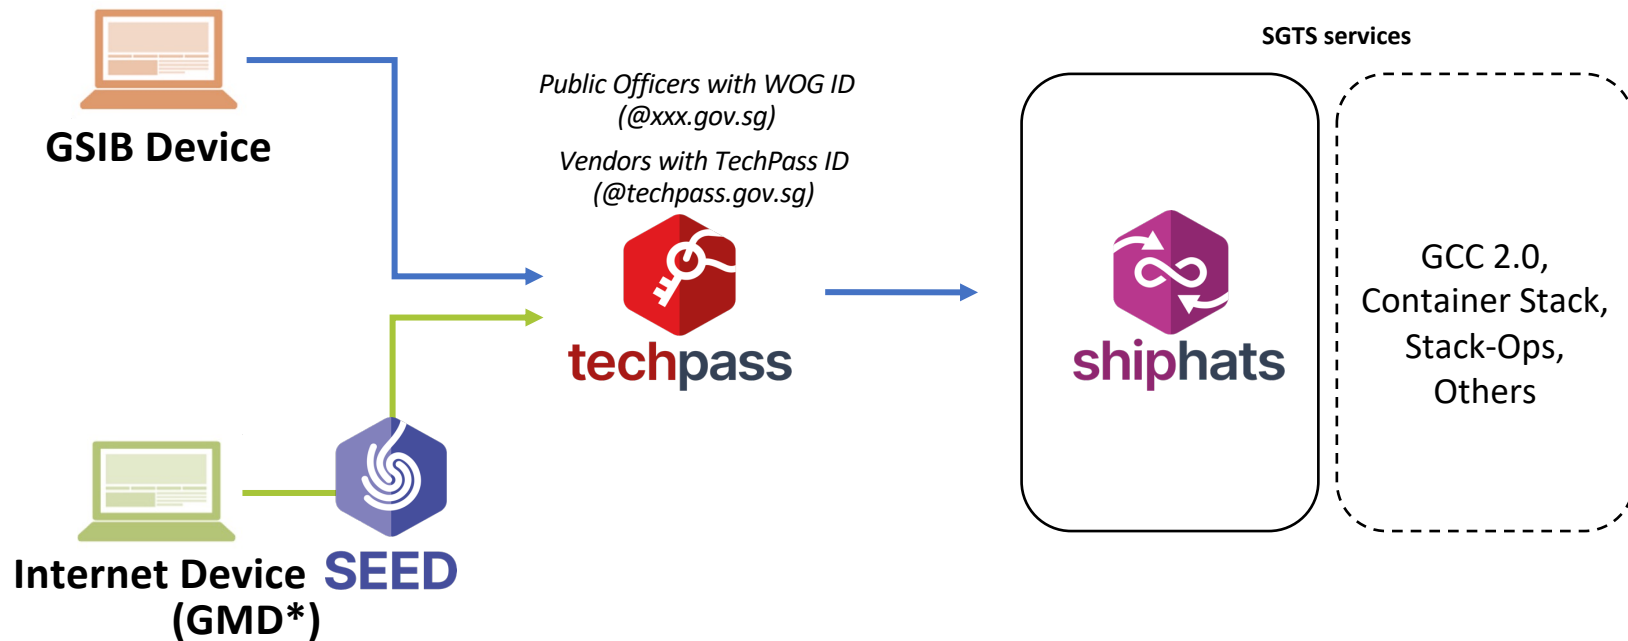 SGTS services
Public Officers with WOG ID
(@xxx.gov.sg)
Vendors with TechPass ID
(@techpass.gov.sg)
GSIB Device
techpass
shiphats
GCC 2.0,
Container Stack,
Stack-Ops,
Others
Internet Device
(GMD*)
SEED